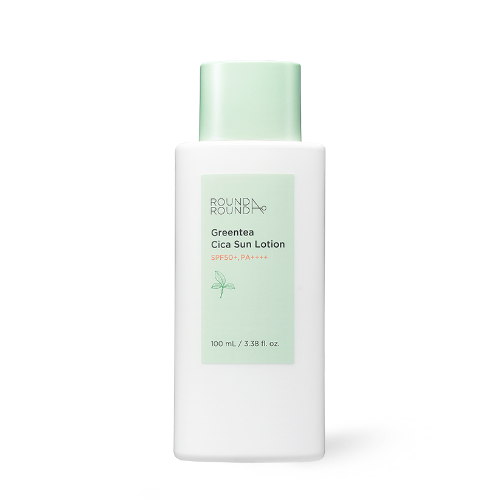 ROUND A
ROUND
Greentea
Cica Sun Lotion
SPF50+, PA++++
100 mL / 3.38 fl. oz.